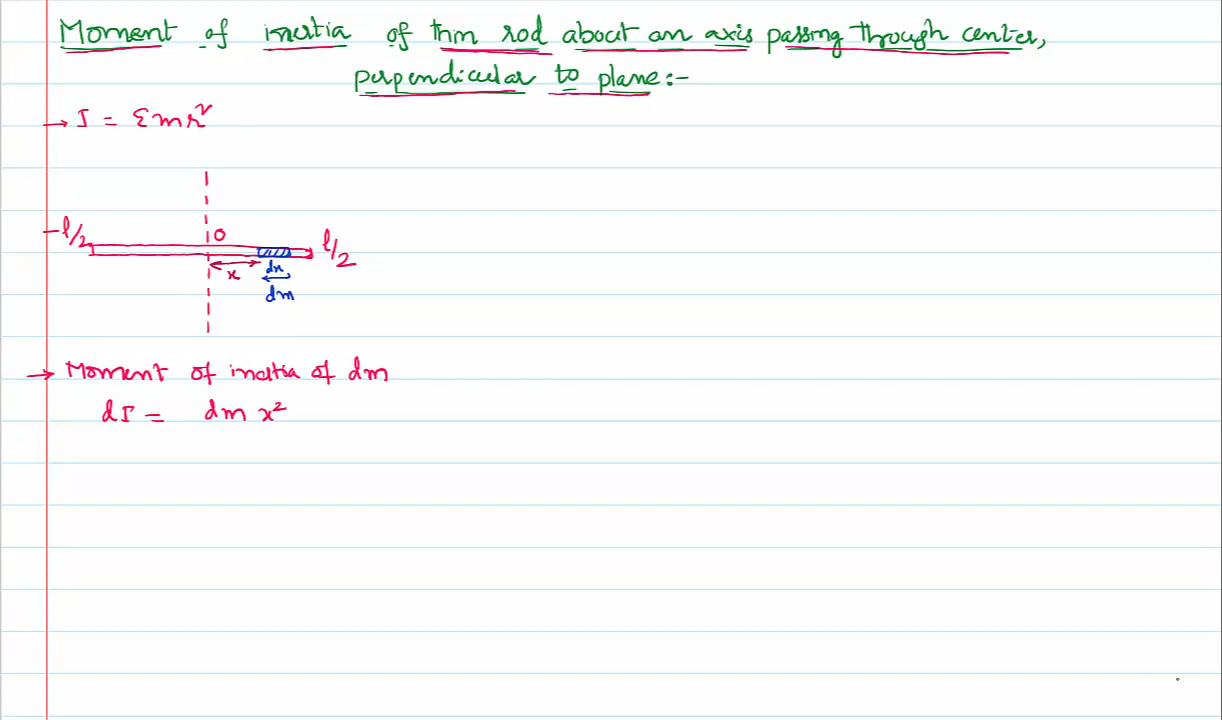 Moment of inertia of thin rod about an axis passing through center,
perpendicular to plane:-
→ I = Σmr²
-l/2 O l/2
x dx
dm
→ Moment of inertia of dm
dI = dm x²